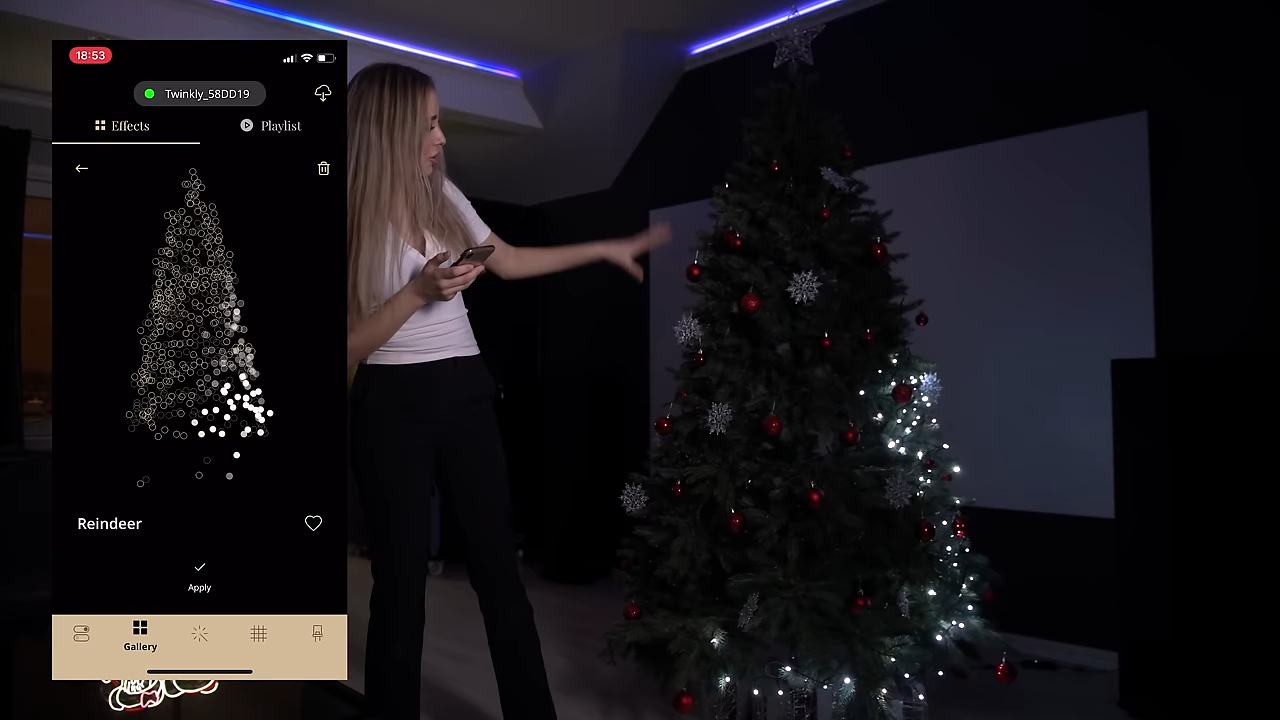 18:53
Twinkly_58DD19
Effects
Playlist
Reindeer
Apply
Gallery